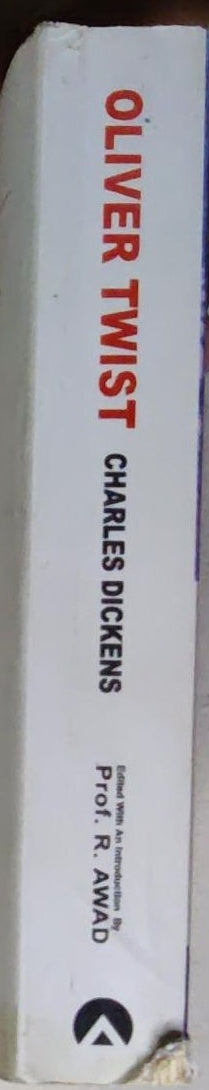 OLIVER TWIST
CHARLES DICKENS
Edited With An Introduction By
Prof. R. AWAD